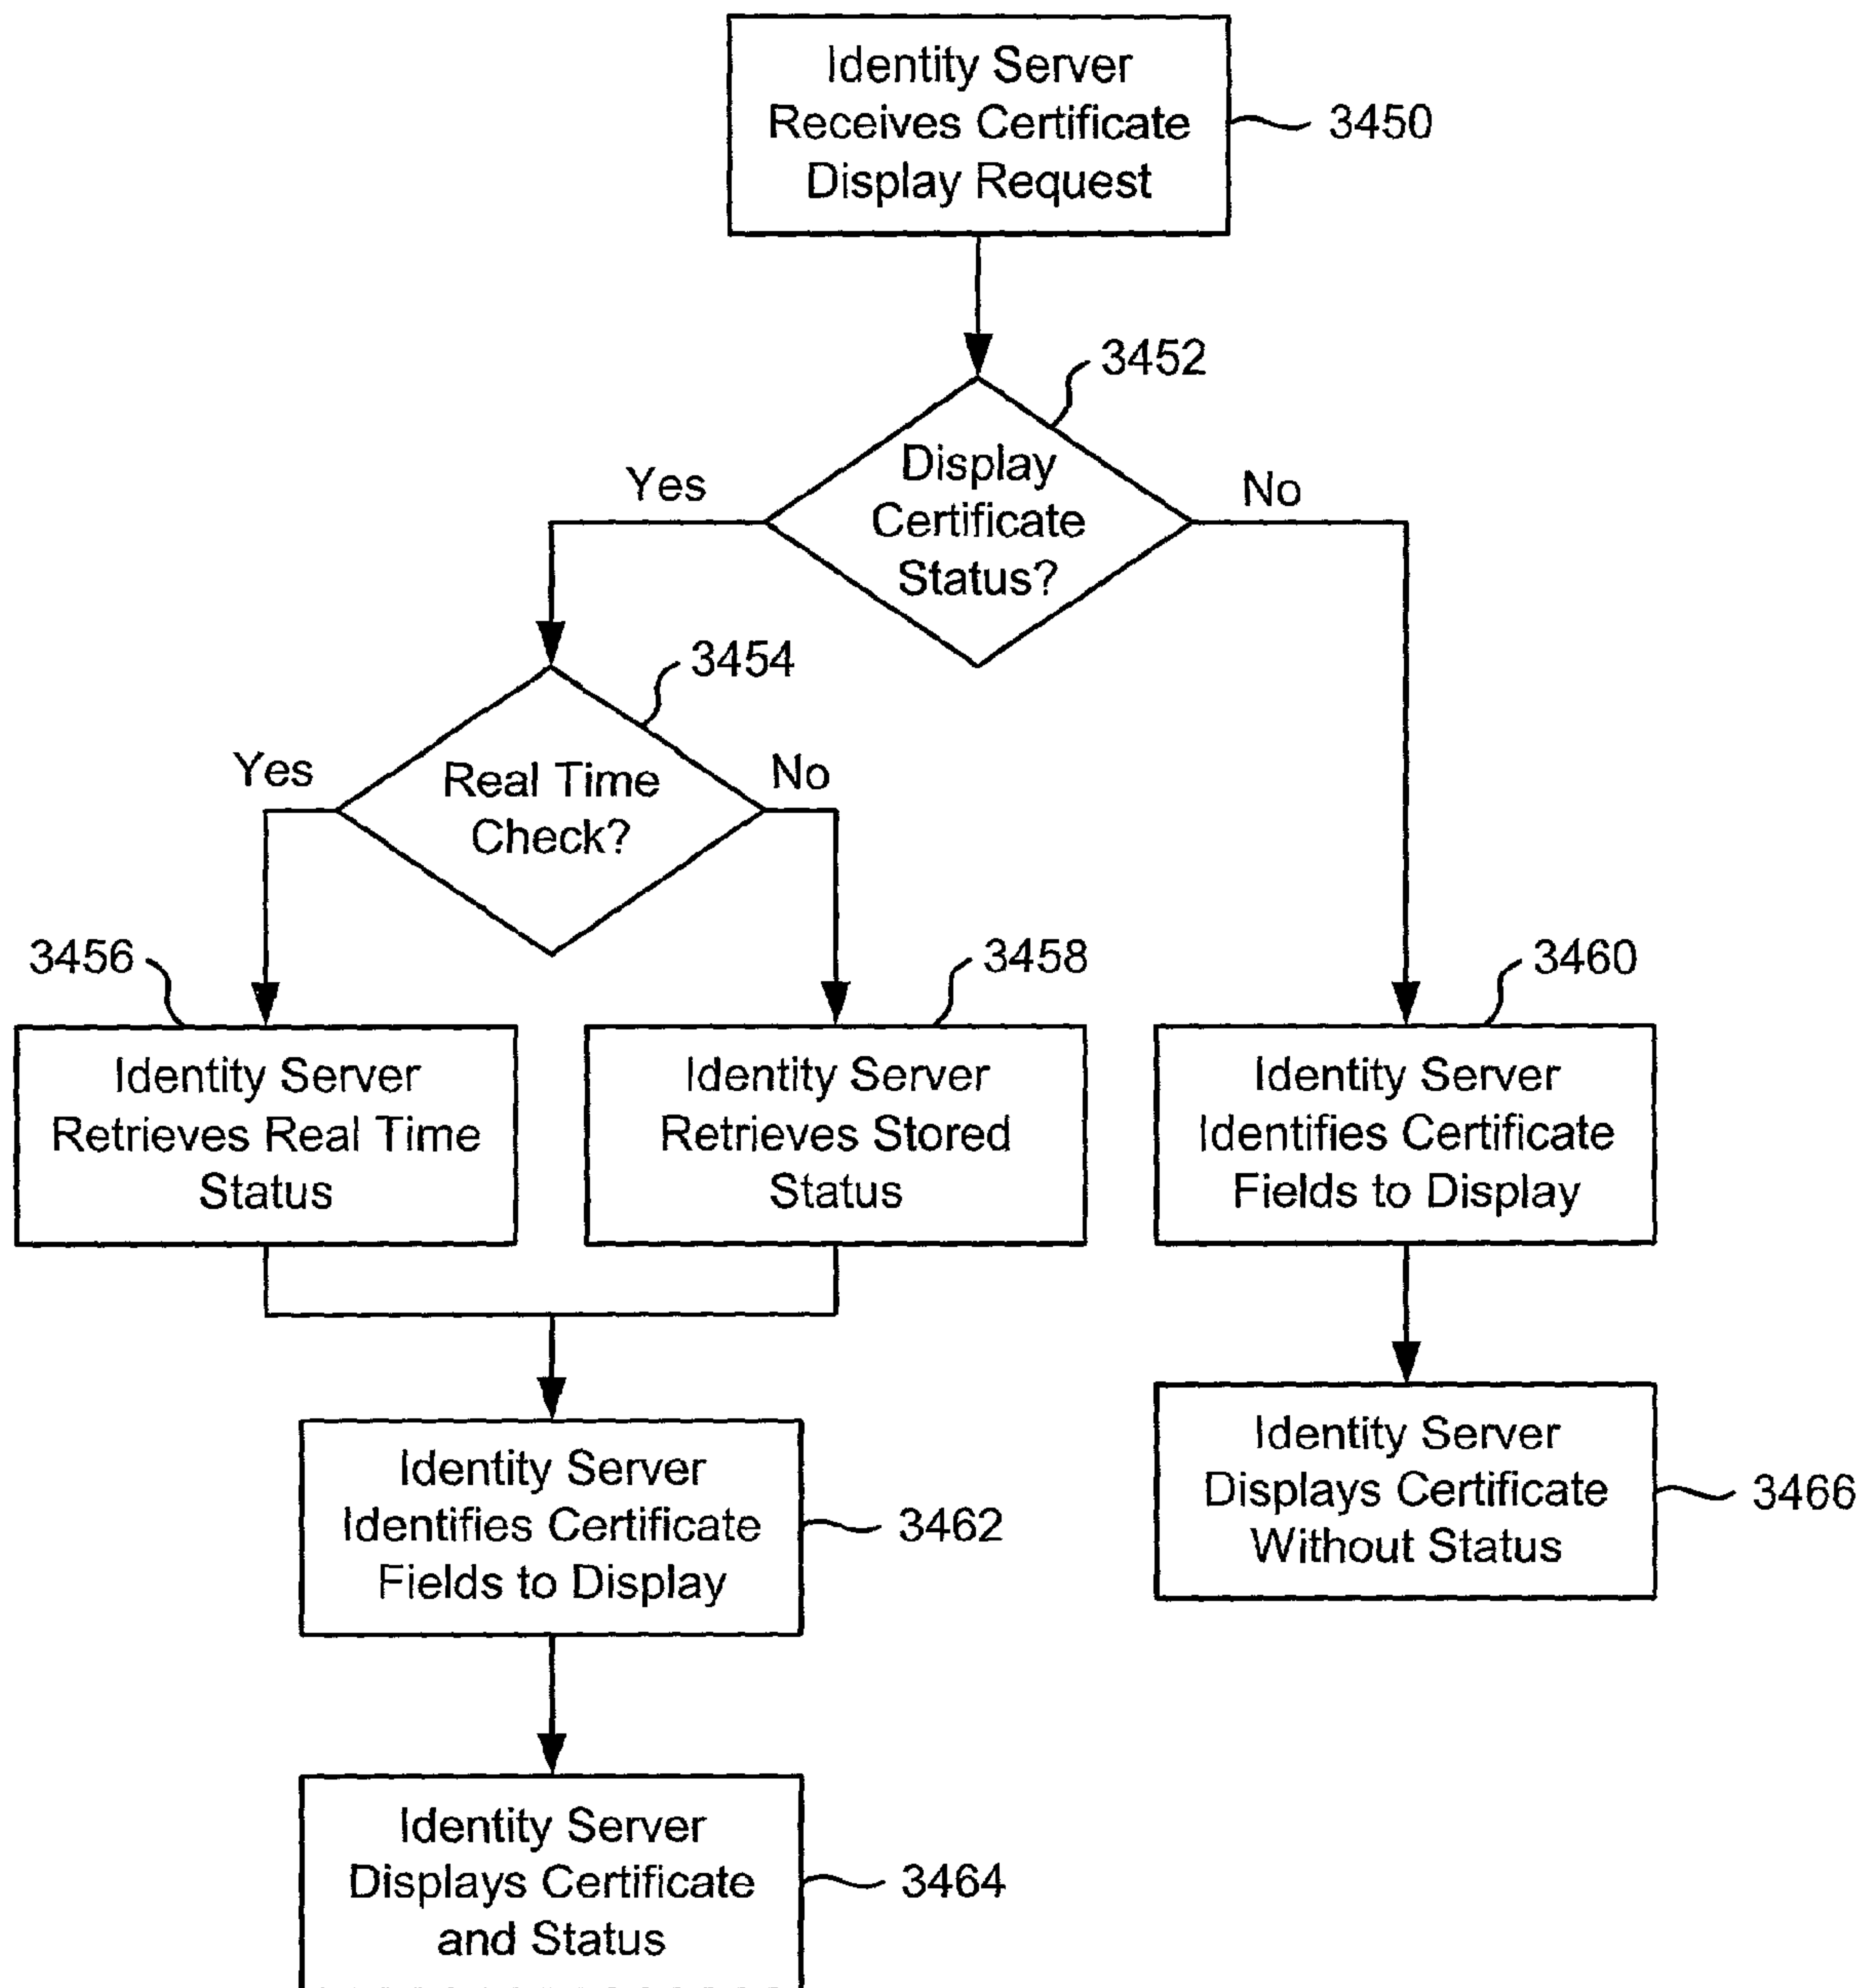 Identity Server
Receives Certificate
Display Request
3450
3452
Display
Certificate
Status?
Yes
No
3454
Real Time
Check?
Yes
No
3456
3458
3460
Identity Server
Retrieves Real Time
Status
Identity Server
Retrieves Stored
Status
Identity Server
Identifies Certificate
Fields to Display
Identity Server
Identifies Certificate
Fields to Display
3462
Identity Server
Displays Certificate
Without Status
3466
Identity Server
Displays Certificate
and Status
3464